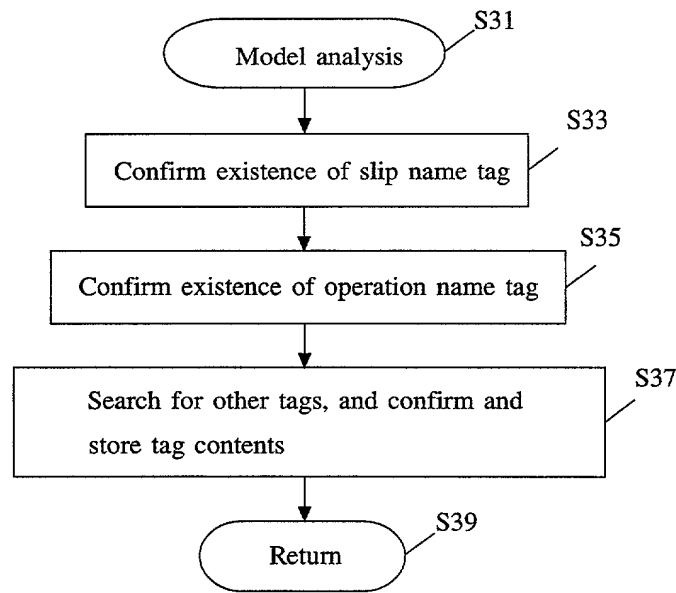 S31
Model analysis
S33
Confirm existence of slip name tag
S35
Confirm existence of operation name tag
S37
Search for other tags, and confirm and
store tag contents
S39
Return